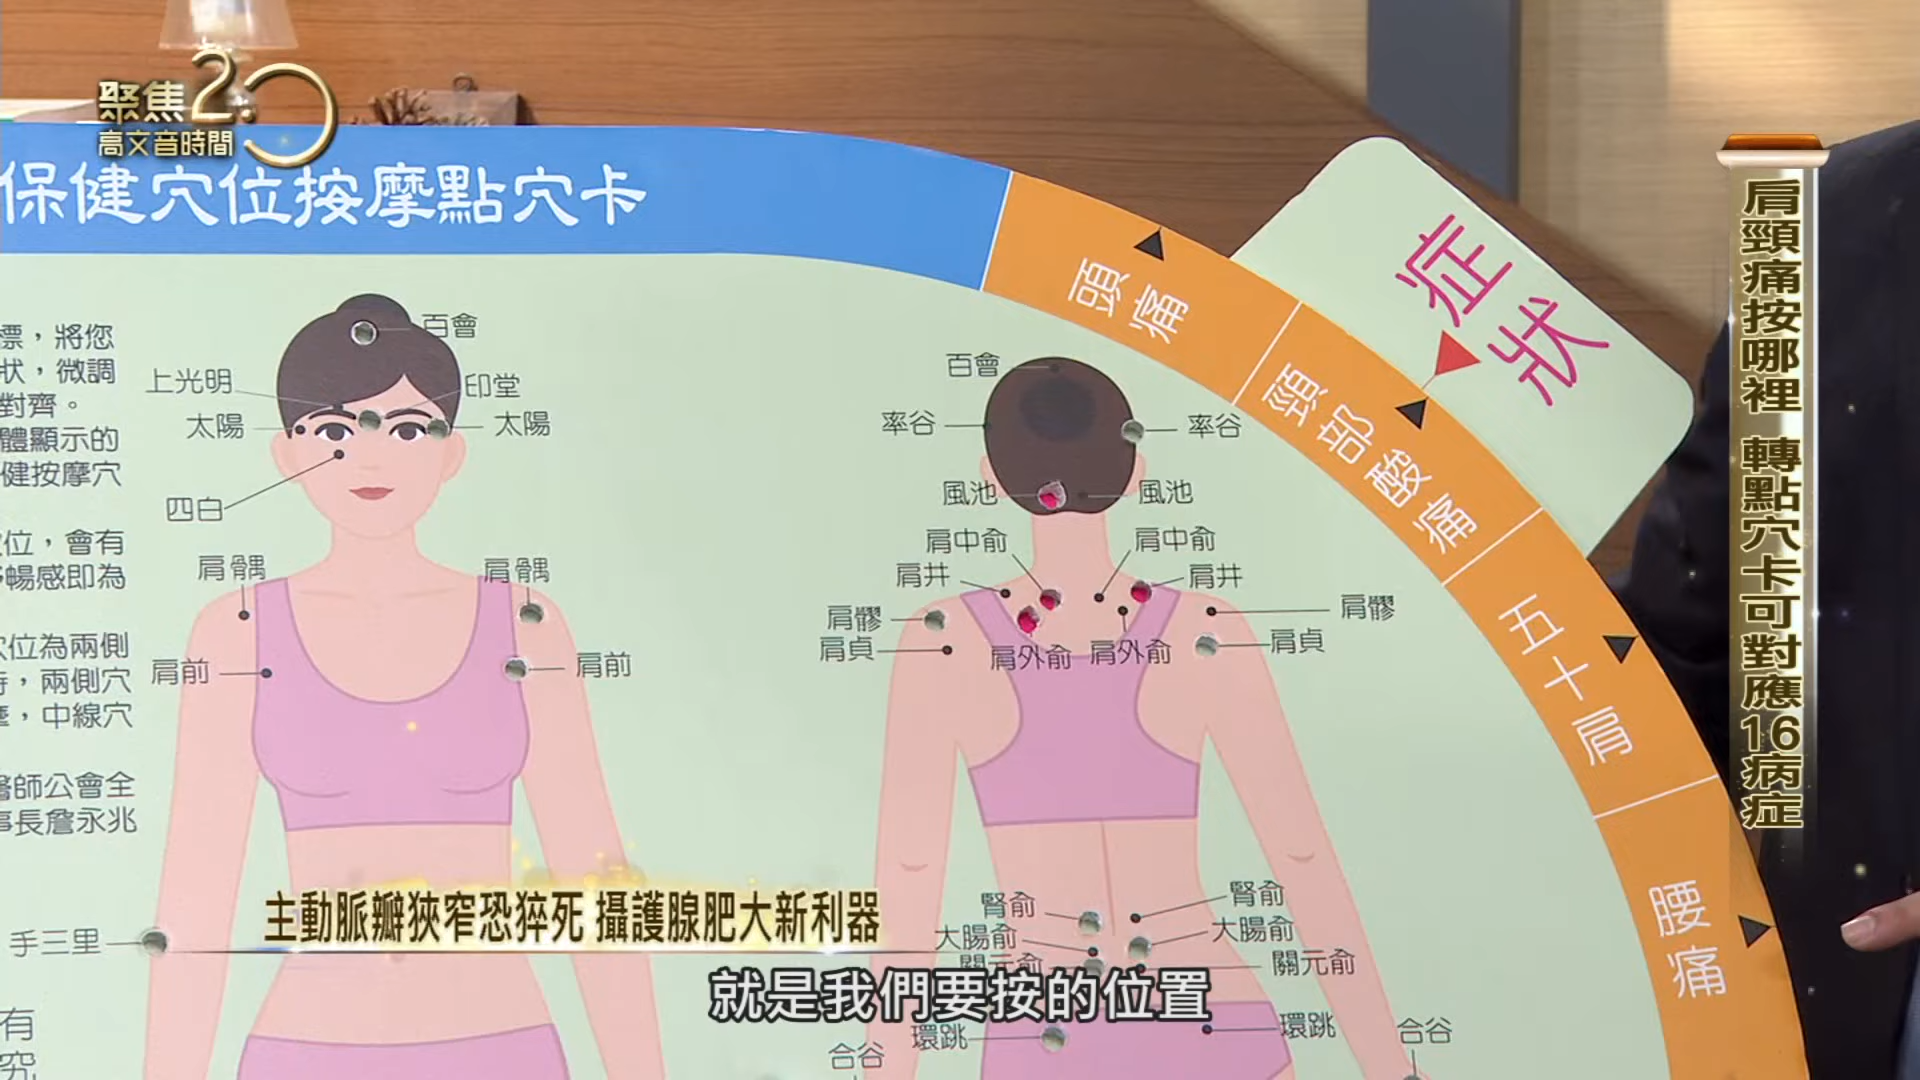 聚焦2.0
高文音時間
保健穴位按摩點穴卡
症狀
頭痛
頸部酸痛
五十肩
腰痛
肩頸痛按哪裡 轉點穴卡可對應16病症
標，將您
狀，微調
對齊。
體顯示的
健按摩穴
位，會有
暢感即為
穴位為兩側
時，兩側穴
，中線穴
醫師公會全
事長詹永兆
有
究
百會
上光明
印堂
太陽
太陽
四白
肩髃
肩髃
肩前
肩前
手三里
百會
率谷
率谷
風池
風池
肩中俞
肩中俞
肩井
肩井
肩髎
肩髎
肩貞
肩貞
肩外俞
肩外俞
腎俞
腎俞
大腸俞
大腸俞
關元俞
關元俞
環跳
環跳
合谷
合谷
主動脈瓣狹窄恐猝死 攝護腺肥大新利器
就是我們要按的位置